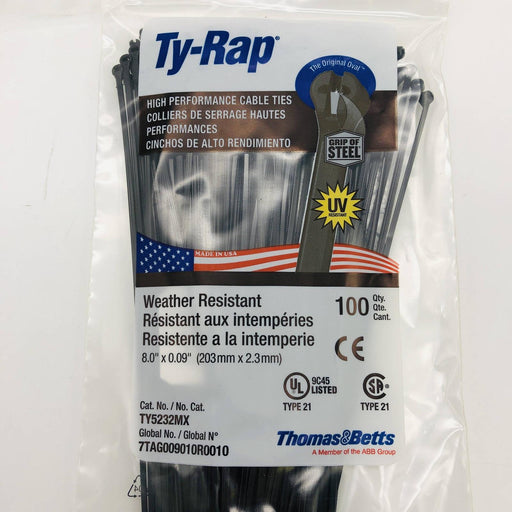 Ty-Rap®
The Original Oval™
HIGH PERFORMANCE CABLE TIES
COLLIERS DE SERRAGE HAUTES
PERFORMANCES
CINCHOS DE ALTO RENDIMIENTO
GRIP OF
STEEL
UV
RESISTANT
MADE IN USA
Weather Resistant
Résistant aux intempéries
Resistente a la intemperie
8.0" x 0.09" (203mm x 2.3mm)
100 Qty.
Qte.
Cant.
CE
UL 9C45
LISTED
TYPE 21
SA
TYPE 21
Cat. No. / No. Cat.
TY5232MX
Global No. / Global N°
7TAG009010R0010
Thomas&Betts
A Member of the ABB Group